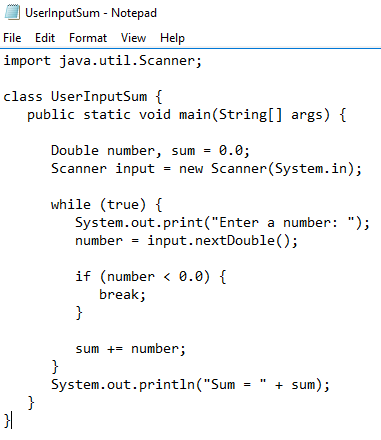 UserInputSum - Notepad
File Edit Format View Help
import java.util.Scanner;

class UserInputSum {
   public static void main(String[] args) {

      Double number, sum = 0.0;
      Scanner input = new Scanner(System.in);

      while (true) {
         System.out.print("Enter a number: ");
         number = input.nextDouble();

         if (number < 0.0) {
            break;
         }

         sum += number;
      }
      System.out.println("Sum = " + sum);
   }
}